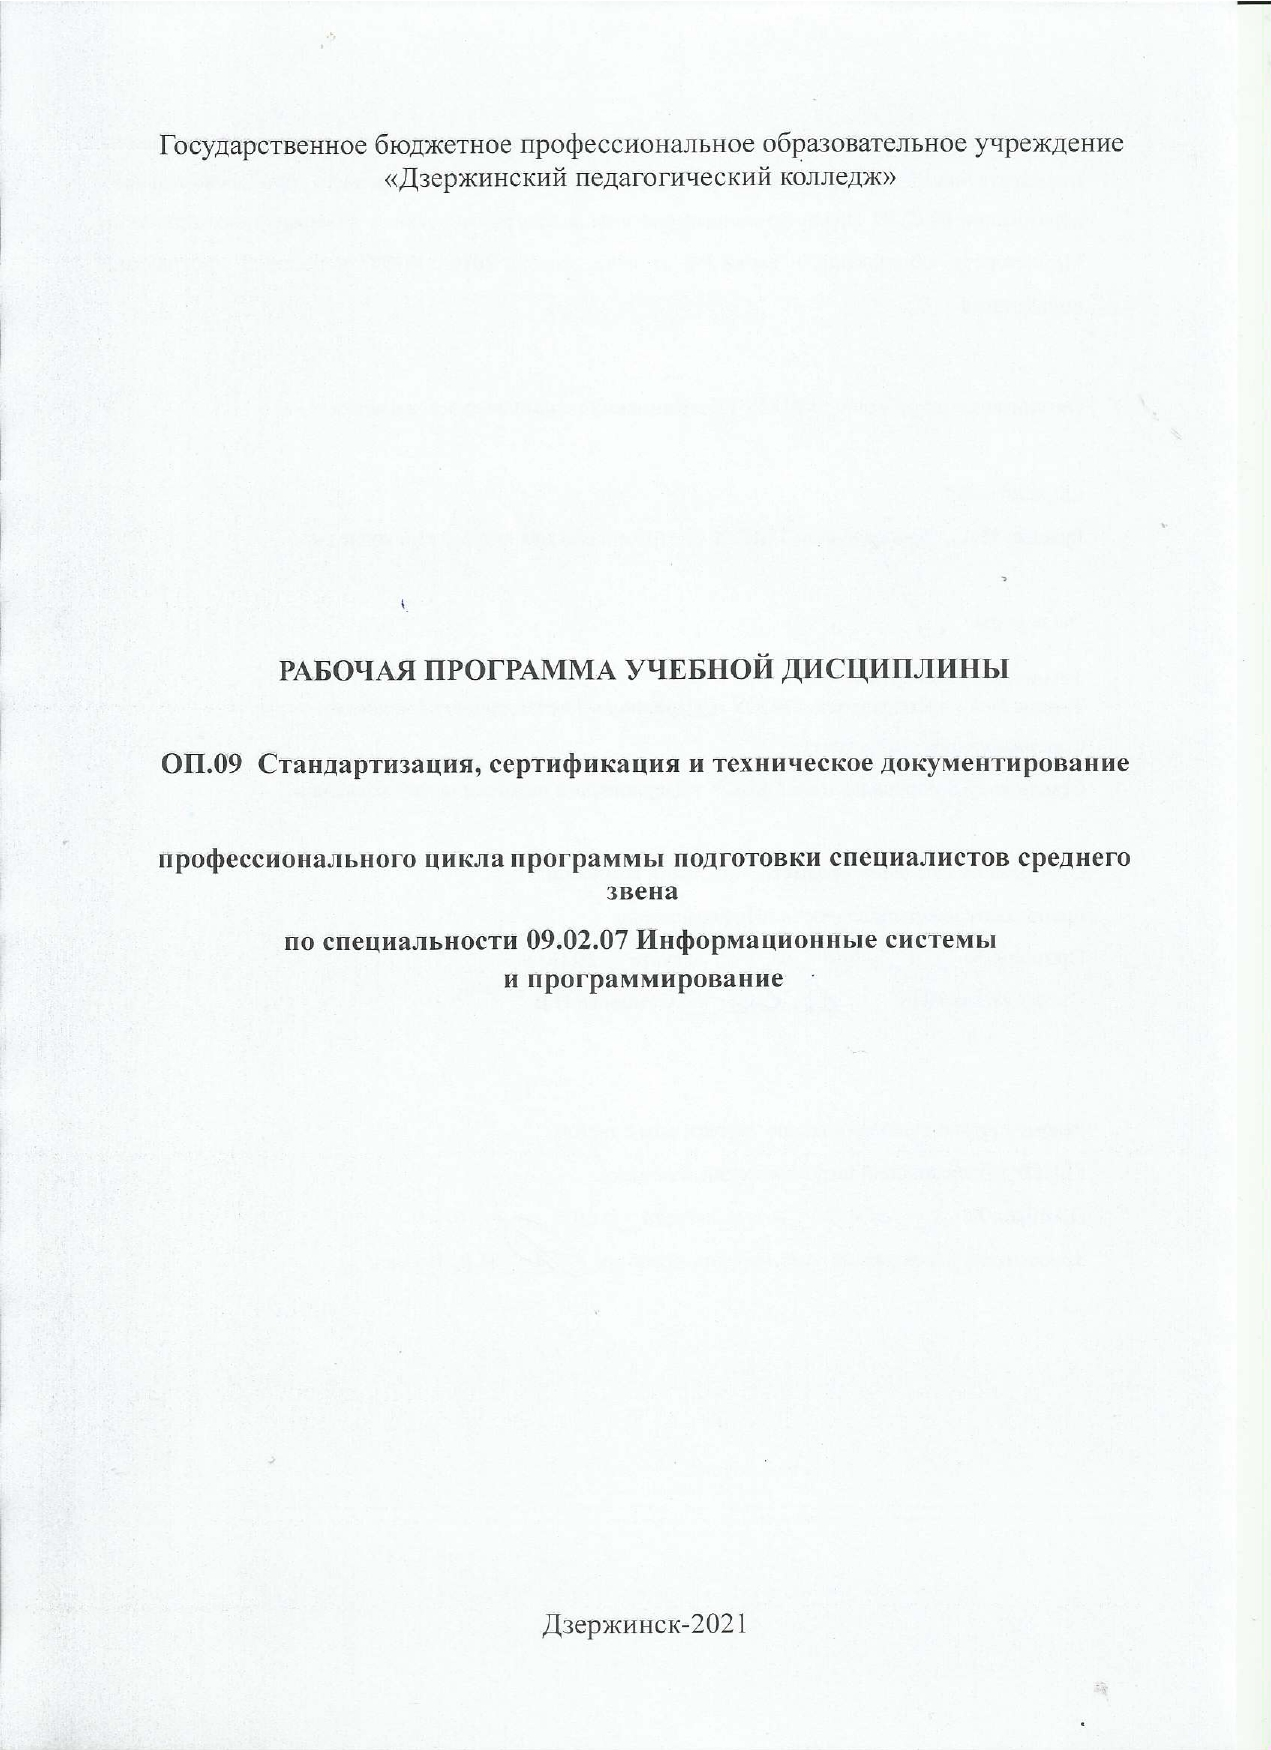 Государственное бюджетное профессиональное образовательное учреждение
«Дзержинский педагогический колледж»
РАБОЧАЯ ПРОГРАММА УЧЕБНОЙ ДИСЦИПЛИНЫ
ОП.09 Стандартизация, сертификация и техническое документирование
профессионального цикла программы подготовки специалистов среднего
звена
по специальности 09.02.07 Информационные системы
и программирование
Дзержинск-2021